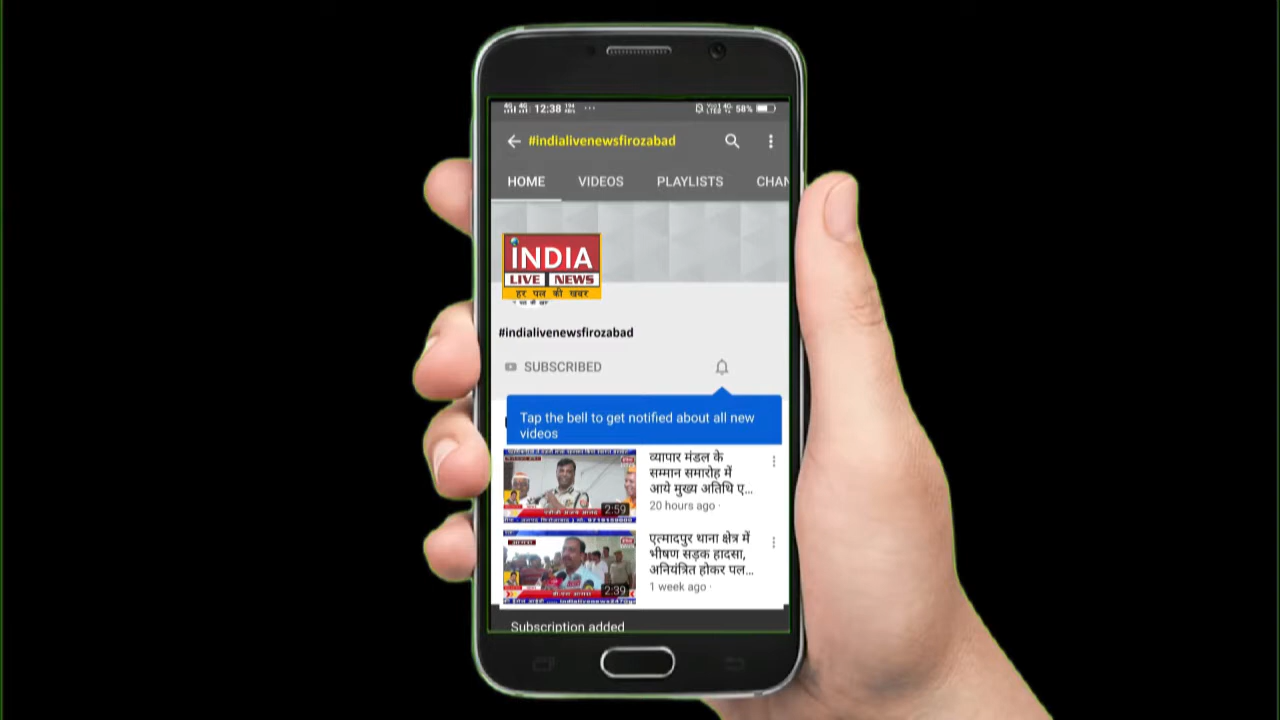 12:38
58%
#indialivenewsfirozabad
HOME VIDEOS PLAYLISTS CHAN
INDIA
LIVE NEWS
हर पल की खबर
#indialivenewsfirozabad
SUBSCRIBED
Tap the bell to get notified about all new
videos
व्यापार मंडल के
सम्मान समारोह में
आये मुख्य अतिथि ए...
20 hours ago ·
2:59
एत्मादपुर थाना क्षेत्र में
भीषण सड़क हादसा,
अनियंत्रित होकर पल...
1 week ago ·
2:39
Subscription added